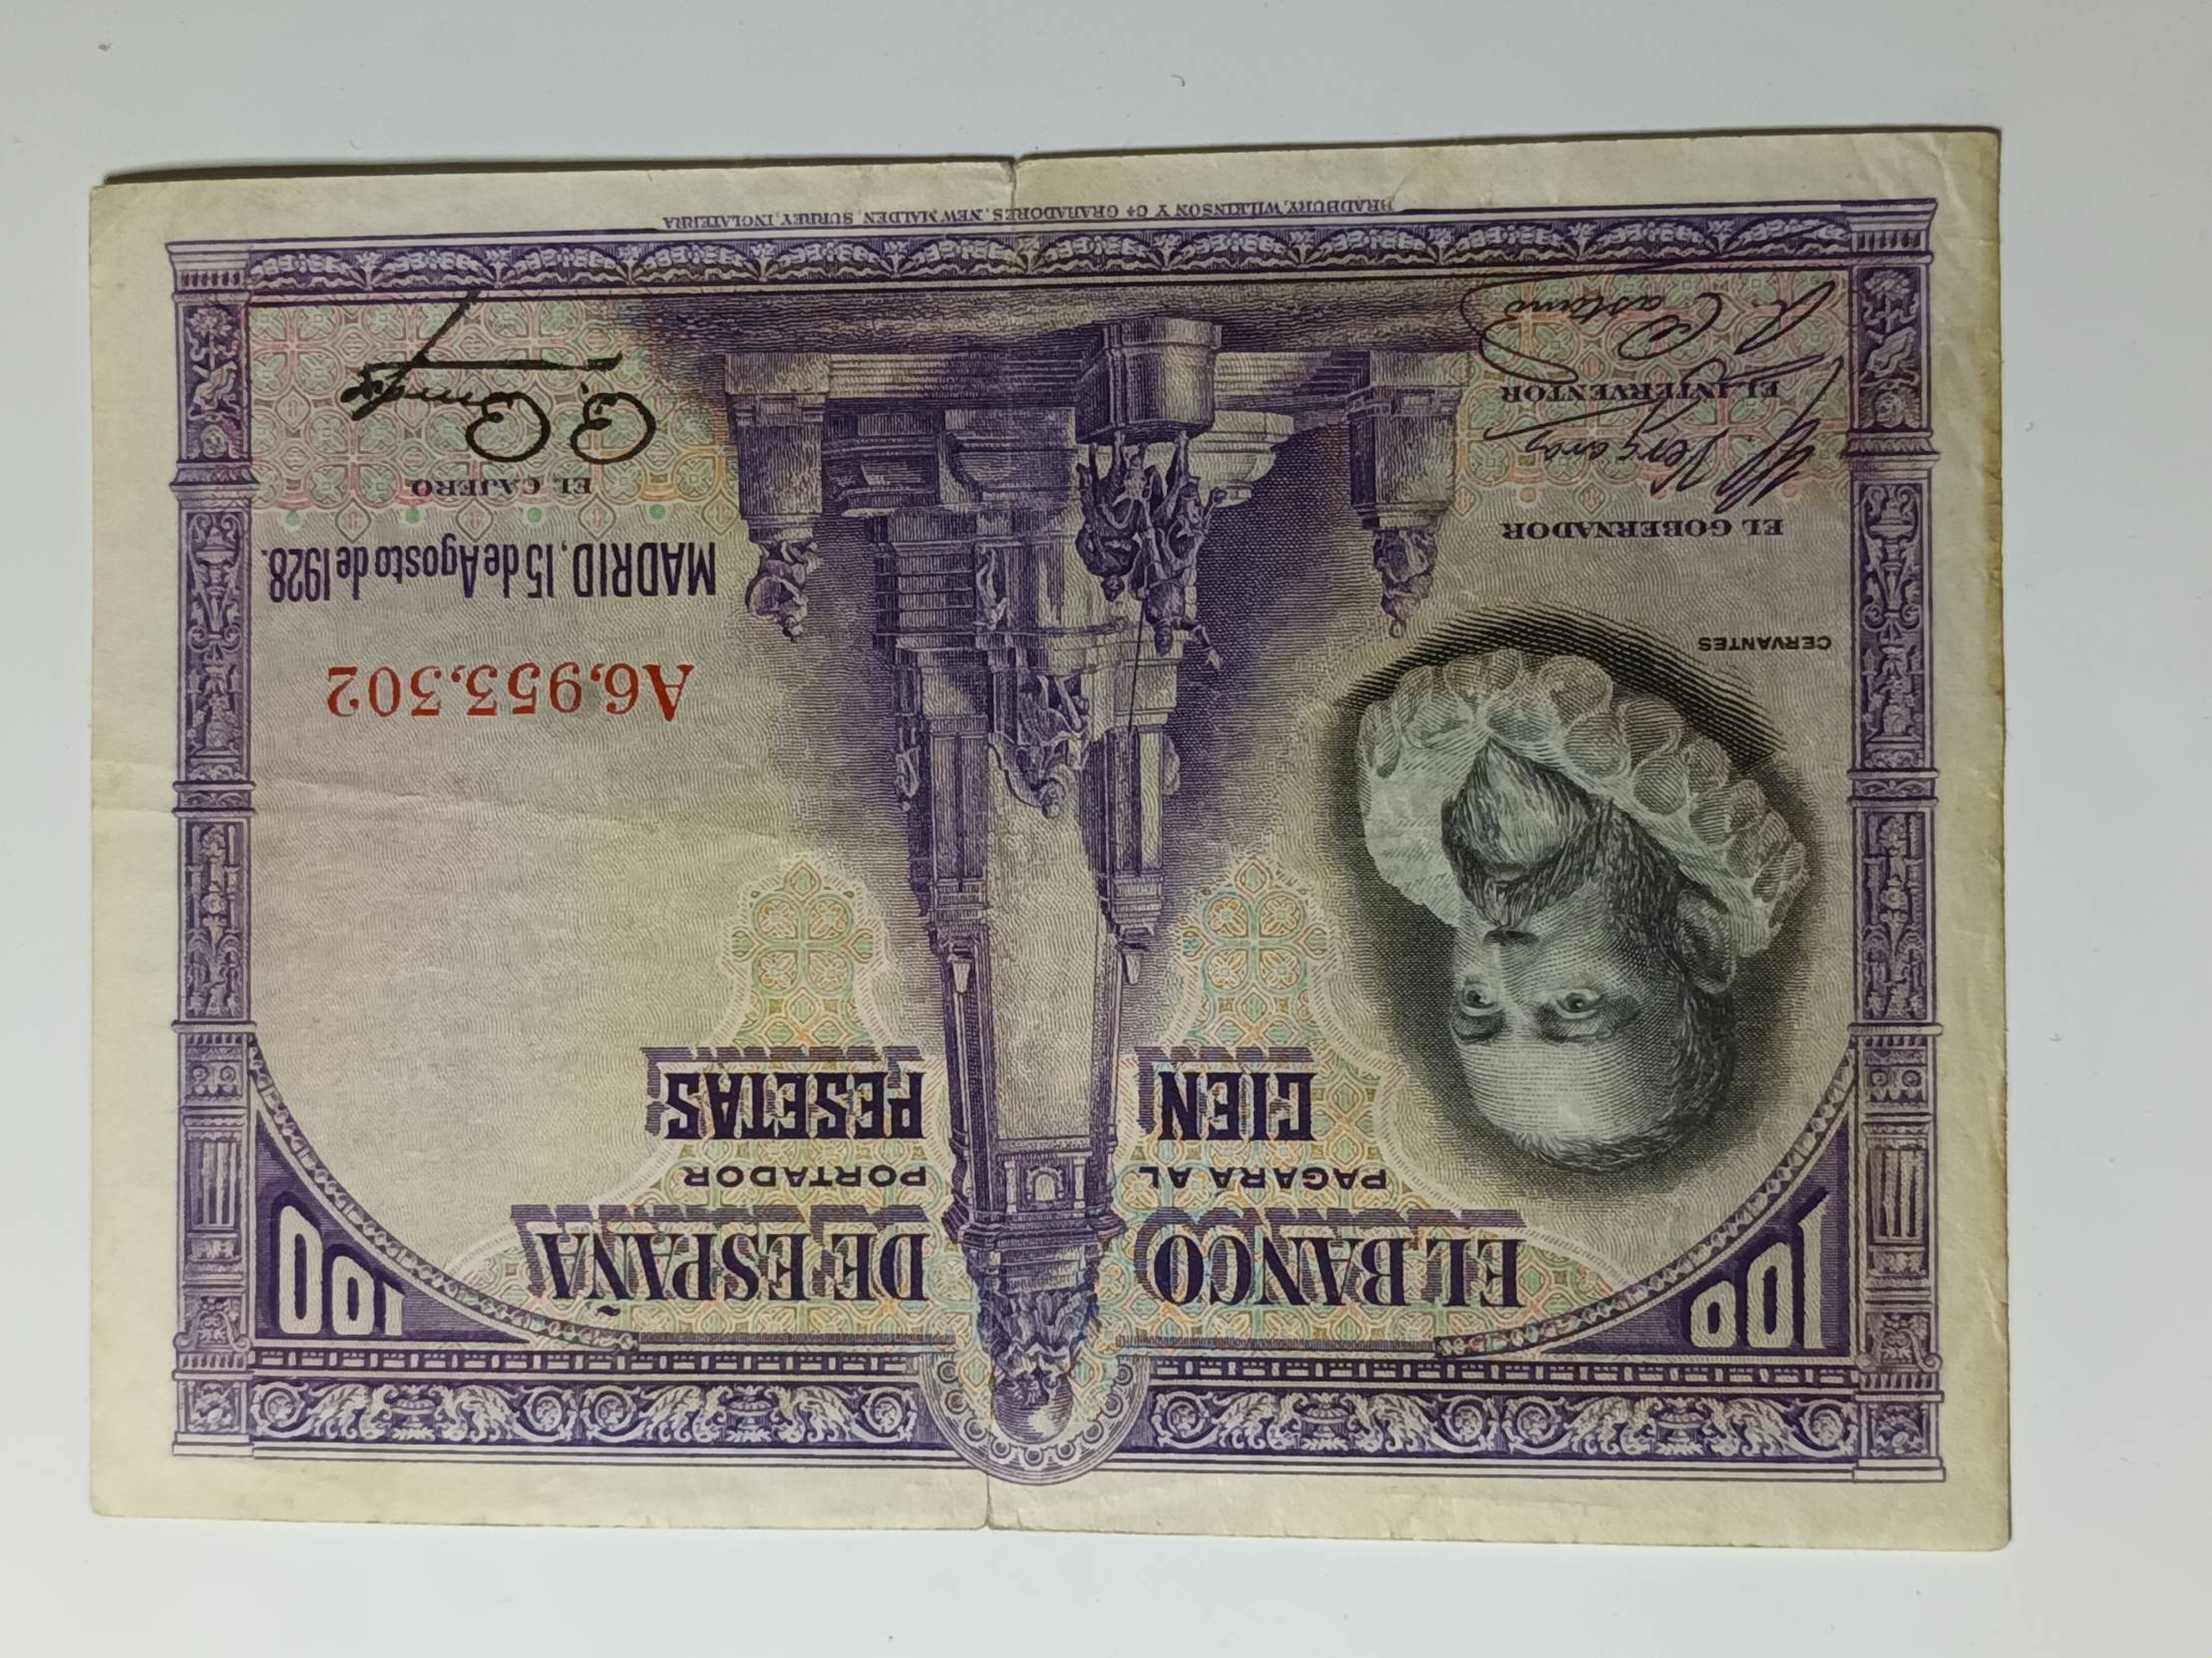 EL BANCO DE ESPAÑA
PAGARÁ AL PORTADOR
CIEN PESETAS
100
100
CERVANTES
A6,953,302
MADRID, 15 de Agosto de 1928.
EL GOBERNADOR
EL INTERVENTOR
EL CAJERO
BRADBURY, WILKINSON Y Cª GRABADORES, NEW MALDEN, SURREY, INGLATERRA